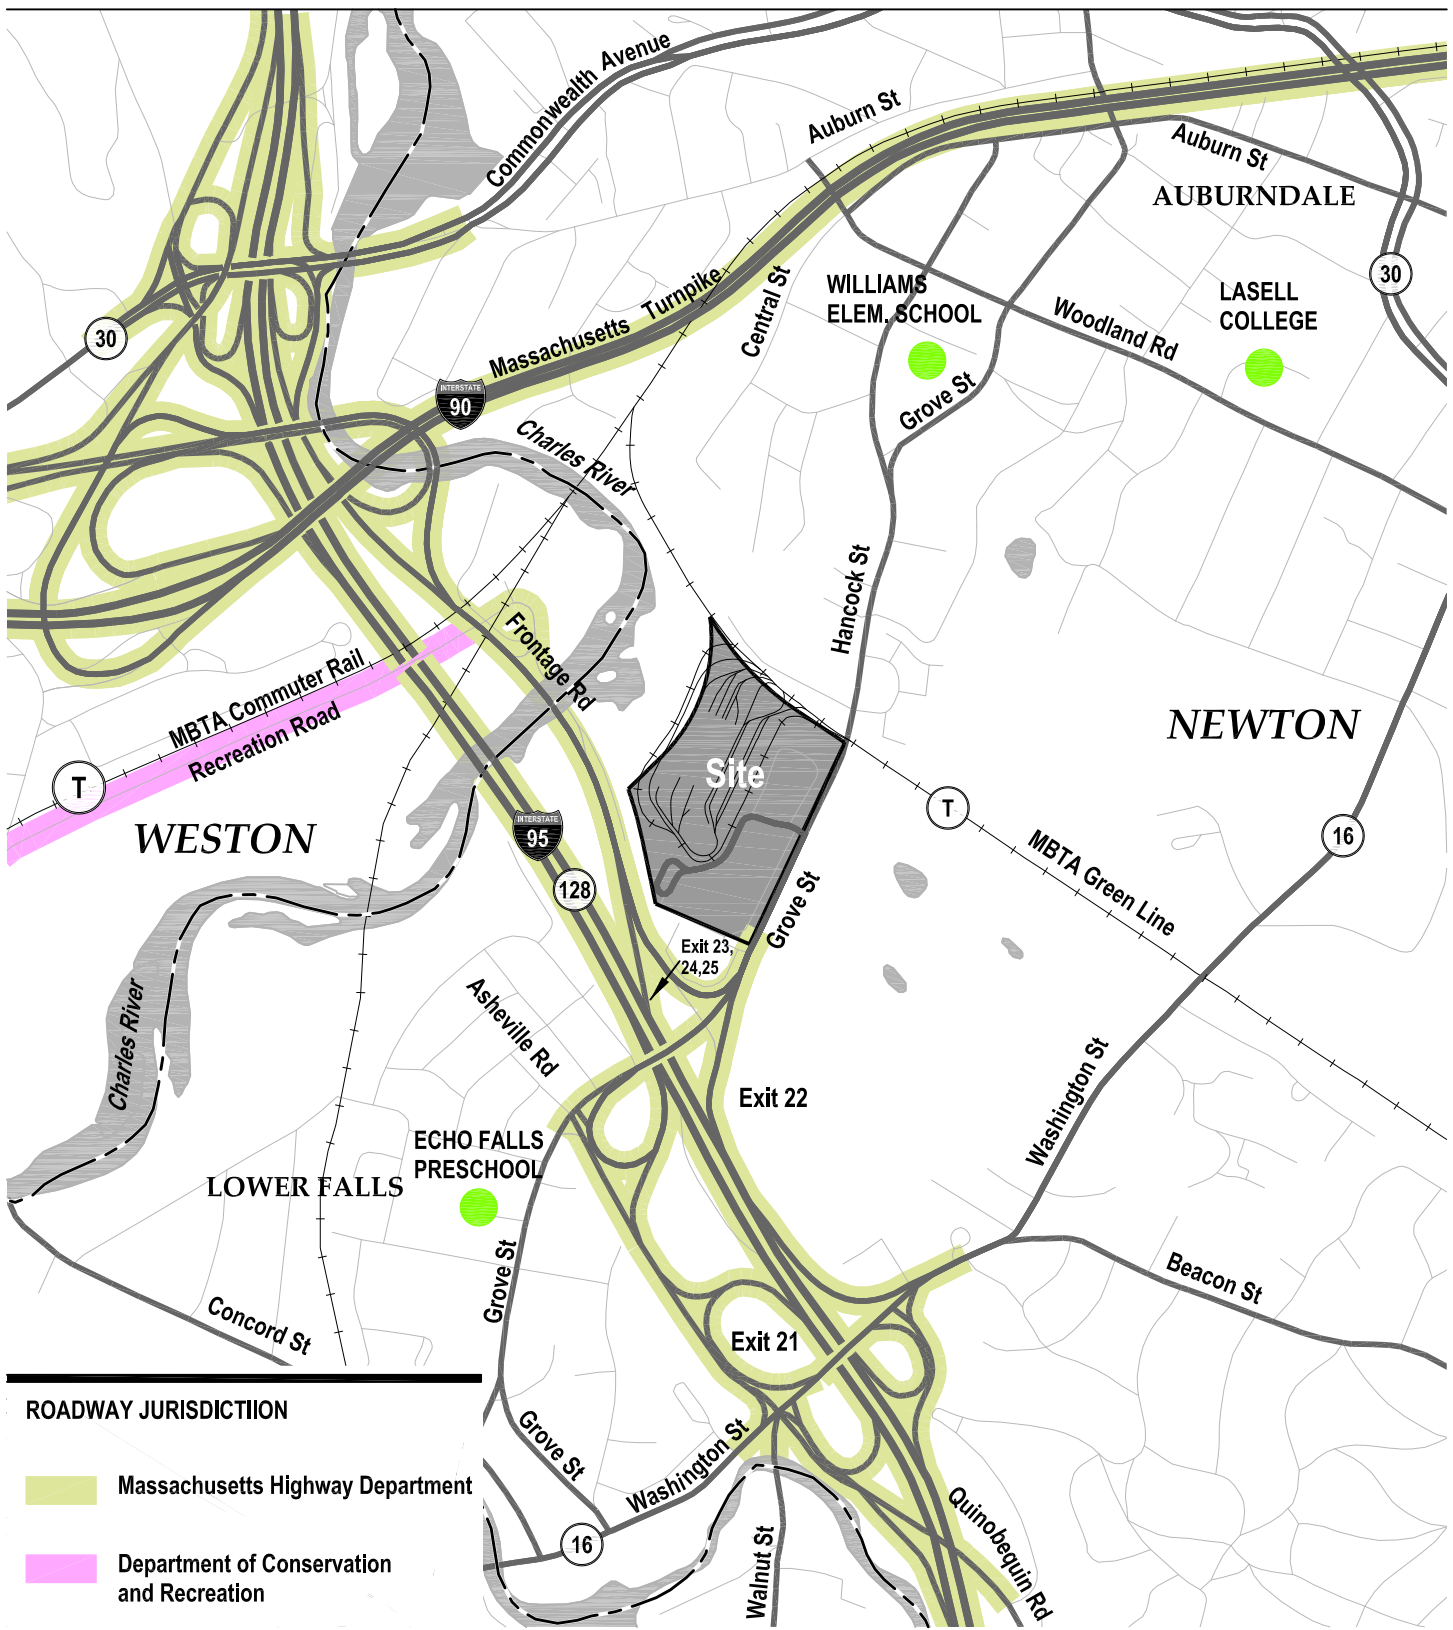 Commonwealth Avenue
Auburn St
Auburn St
AUBURNDALE
30
WILLIAMS
ELEM. SCHOOL
LASELL
COLLEGE
Central St
Massachusetts Turnpike
Woodland Rd
30
INTERSTATE
90
Grove St
Charles River
Hancock St
Frontage Rd
MBTA Commuter Rail
Recreation Road
NEWTON
T
Site
T
WESTON
INTERSTATE
95
16
MBTA Green Line
128
Grove St
Exit 23,
24,25
Asheville Rd
Charles River
Exit 22
Washington St
ECHO FALLS
PRESCHOOL
LOWER FALLS
Grove St
Beacon St
Concord St
Exit 21
ROADWAY JURISDICTIION
Grove St
Washington St
Massachusetts Highway Department
Quinobequin Rd
16
Walnut St
Department of Conservation
and Recreation